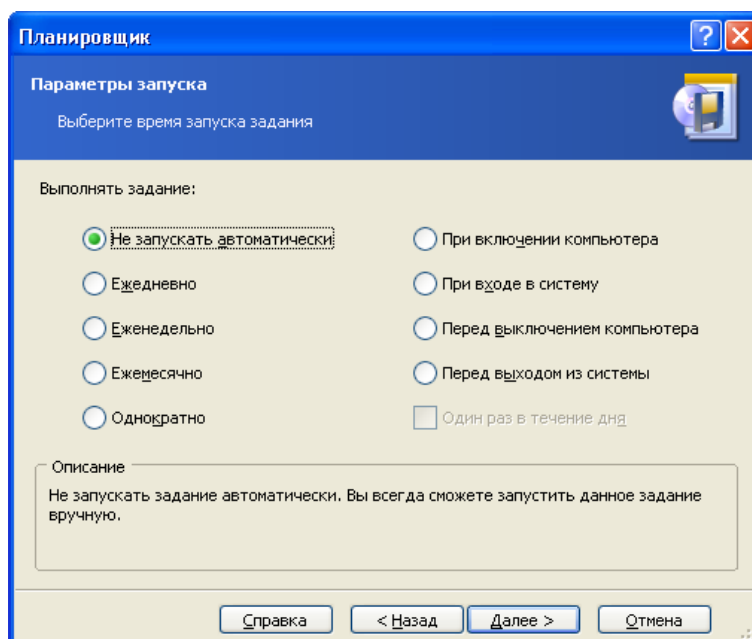 Планировщик
Параметры запуска
Выберите время запуска задания
Выполнять задание:
Не запускать автоматически
Ежедневно
Еженедельно
Ежемесячно
Однократно
При включении компьютера
При входе в систему
Перед выключением компьютера
Перед выходом из системы
Один раз в течение дня
Описание
Не запускать задание автоматически. Вы всегда сможете запустить данное задание
вручную.
Справка
< Назад
Далее >
Отмена